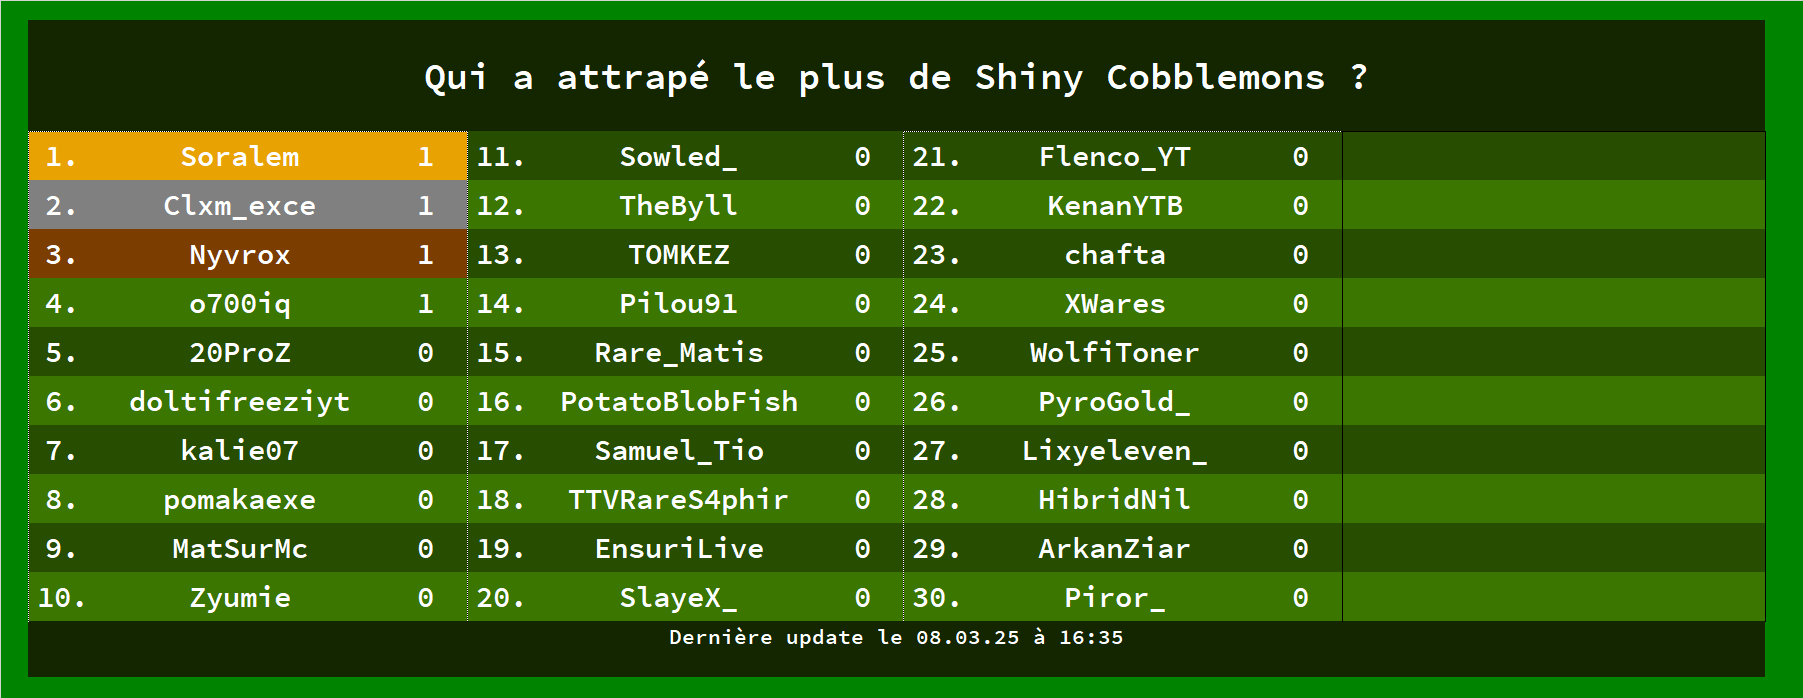 Qui a attrapé le plus de Shiny Cobblemons ?
1. Soralem 1 11. Sowled_ 0 21. Flenco_YT 0
2. Clxm_exce 1 12. TheByll 0 22. KenanYTB 0
3. Nyvrox 1 13. TOMKEZ 0 23. chafta 0
4. o700iq 1 14. Pilou91 0 24. XWares 0
5. 20ProZ 0 15. Rare_Matis 0 25. WolfiToner 0
6. doltifreeziyt 0 16. PotatoBlobFish 0 26. PyroGold_ 0
7. kalie07 0 17. Samuel_Tio 0 27. Lixyeleven_ 0
8. pomakaexe 0 18. TTVRareS4phir 0 28. HibridNil 0
9. MatSurMc 0 19. EnsuriLive 0 29. ArkanZiar 0
10. Zyumie 0 20. SlayeX_ 0 30. Piror_ 0
Dernière update le 08.03.25 à 16:35